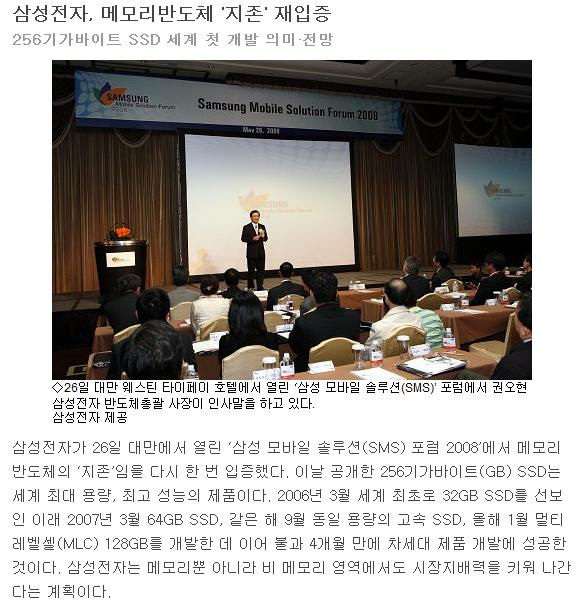 삼성전자, 메모리반도체 '지존' 재입증
256기가바이트 SSD 세계 첫 개발 의미·전망
SAMSUNG
Mobile Solution Forum
2008
Samsung Mobile Solution Forum 2008
May 26, 2008
SAMSUNG
Mobile Solution Forum
◇26일 대만 웨스틴 타이페이 호텔에서 열린 '삼성 모바일 솔루션(SMS)' 포럼에서 권오현
삼성전자 반도체총괄 사장이 인사말을 하고 있다.
삼성전자 제공
삼성전자가 26일 대만에서 열린 '삼성 모바일 솔루션(SMS) 포럼 2008'에서 메모리
반도체의 '지존'임을 다시 한 번 입증했다. 이날 공개한 256기가바이트(GB) SSD는
세계 최대 용량, 최고 성능의 제품이다. 2006년 3월 세계 최초로 32GB SSD를 선보
인 이래 2007년 3월 64GB SSD, 같은 해 9월 동일 용량의 고속 SSD, 올해 1월 멀티
레벨셀(MLC) 128GB를 개발한 데 이어 불과 4개월 만에 차세대 제품 개발에 성공한
것이다. 삼성전자는 메모리뿐 아니라 비 메모리 영역에서도 시장지배력을 키워 나간
다는 계획이다.